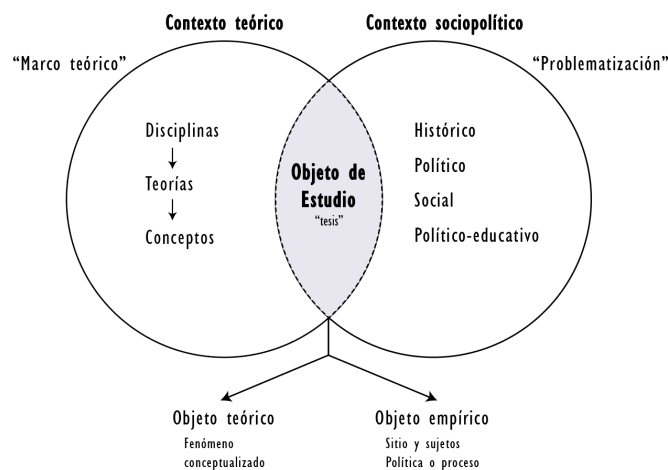 Contexto teórico
Contexto sociopolítico
“Marco teórico”
“Problematización”
Disciplinas
Teorías
Conceptos
Objeto de
Estudio
“tesis”
Histórico
Político
Social
Político-educativo
Objeto teórico
Fenómeno
conceptualizado
Objeto empírico
Sitio y sujetos
Política o proceso